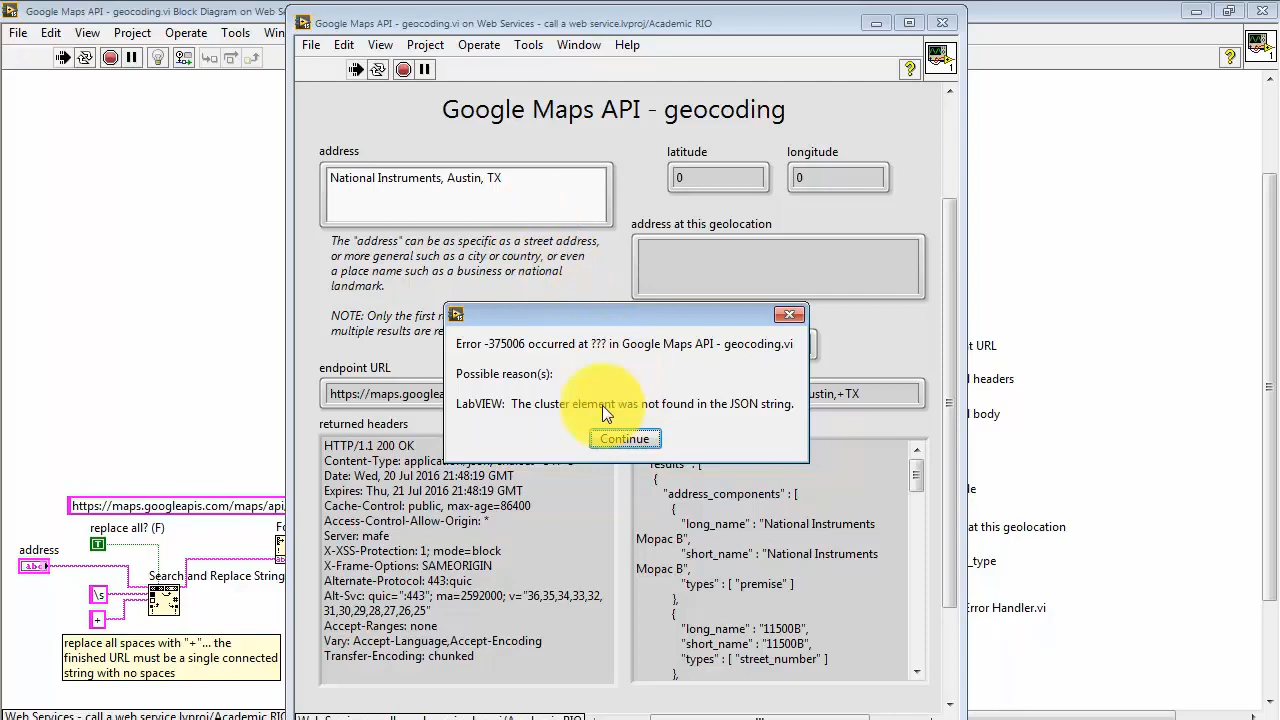 Google Maps API - geocoding.vi Block Diagram on Web Se
File Edit View Project Operate Tools Win
address
https://maps.googleapis.com/maps/api/
replace all? (F)
T
abc
Search and Replace String
\s
+
replace all spaces with "+"... the
finished URL must be a single connected
string with no spaces
Web Services - call a web service.lvproj/Academic RIO
Google Maps API - geocoding.vi on Web Services - call a web service.lvproj/Academic RIO
File Edit View Project Operate Tools Window Help
Google Maps API - geocoding
address
National Instruments, Austin, TX
The "address" can be as specific as a street address,
or more general such as a city or country, or even
a place name such as a business or national
landmark.
NOTE: Only the first r
multiple results are re
latitude
0
longitude
0
address at this geolocation
endpoint URL
https://maps.googlea
Austin,+TX
returned headers
HTTP/1.1 200 OK
Date: Wed, 20 Jul 2016 21:48:19 GMT
Expires: Thu, 21 Jul 2016 21:48:19 GMT
Cache-Control: public, max-age=86400
Access-Control-Allow-Origin: *
Server: mafe
X-XSS-Protection: 1; mode=block
X-Frame-Options: SAMEORIGIN
Alternate-Protocol: 443:quic
Alt-Svc: quic=":443"; ma=2592000; v="36,35,34,33,32,
31,30,29,28,27,26,25"
Accept-Ranges: none
Vary: Accept-Language,Accept-Encoding
Transfer-Encoding: chunked
"results" : [
{
"address_components" : [
{
"long_name" : "National Instruments
Mopac B",
"short_name" : "National Instruments
Mopac B",
"types" : [ "premise" ]
},
{
"long_name" : "11500B",
"short_name" : "11500B",
"types" : [ "street_number" ]
},
Error -375006 occurred at ??? in Google Maps API - geocoding.vi
Possible reason(s):
LabVIEW: The cluster element was not found in the JSON string.
Continue
t URL
headers
d body
de
at this geolocation
_type
Error Handler.vi